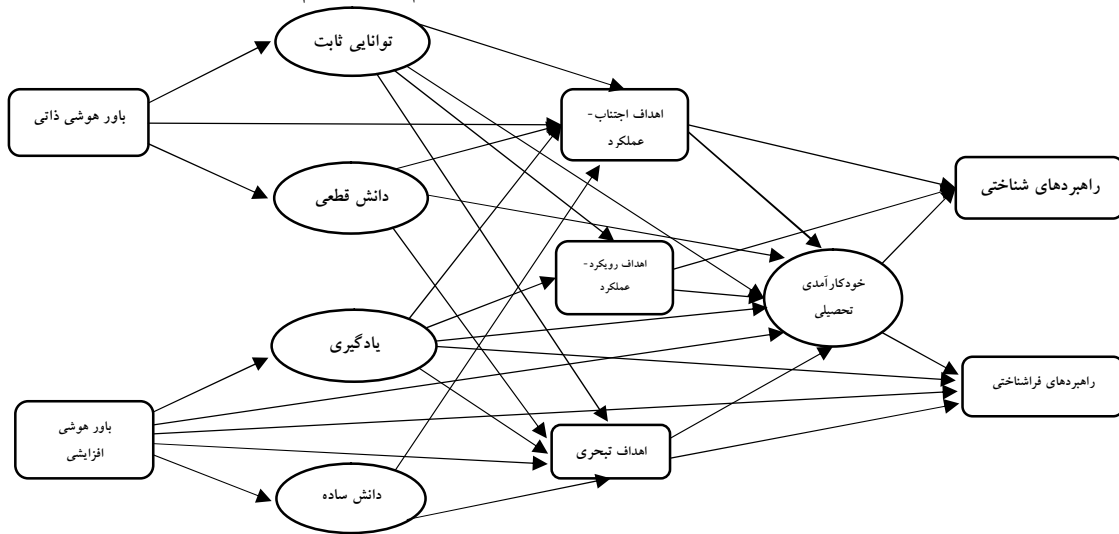 توانایی ثابت
باور هوشی ذاتی
اهداف اجتناب-
عملکرد
راهبردهای شناختی
دانش قطعی
اهداف رویکرد-
عملکرد
خودکارآمدی
تحصیلی
یادگیری
راهبردهای فراشناختی
باور هوشی
افزایشی
اهداف تبحری
دانش ساده